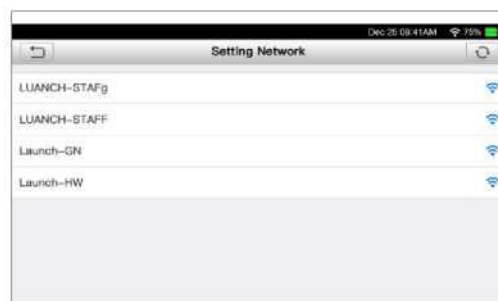 Dec 25 09:41AM 75%
Setting Network
LUANCH-STAFg
LUANCH-STAFF
Launch-GN
Launch-HW